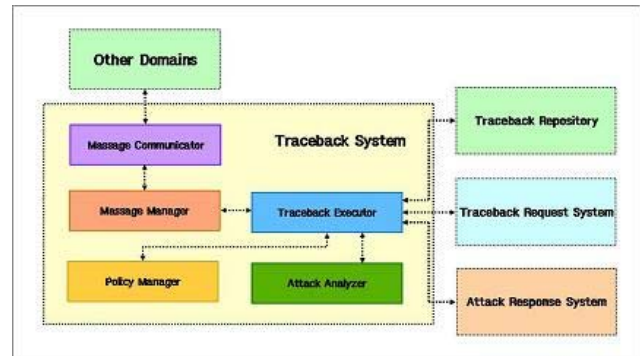 Other Domains
Traceback System
Massage Communicator
Traceback Repository
Massage Manager
Traceback Executor
Traceback Request System
Policy Manager
Attack Analyzer
Attack Response System